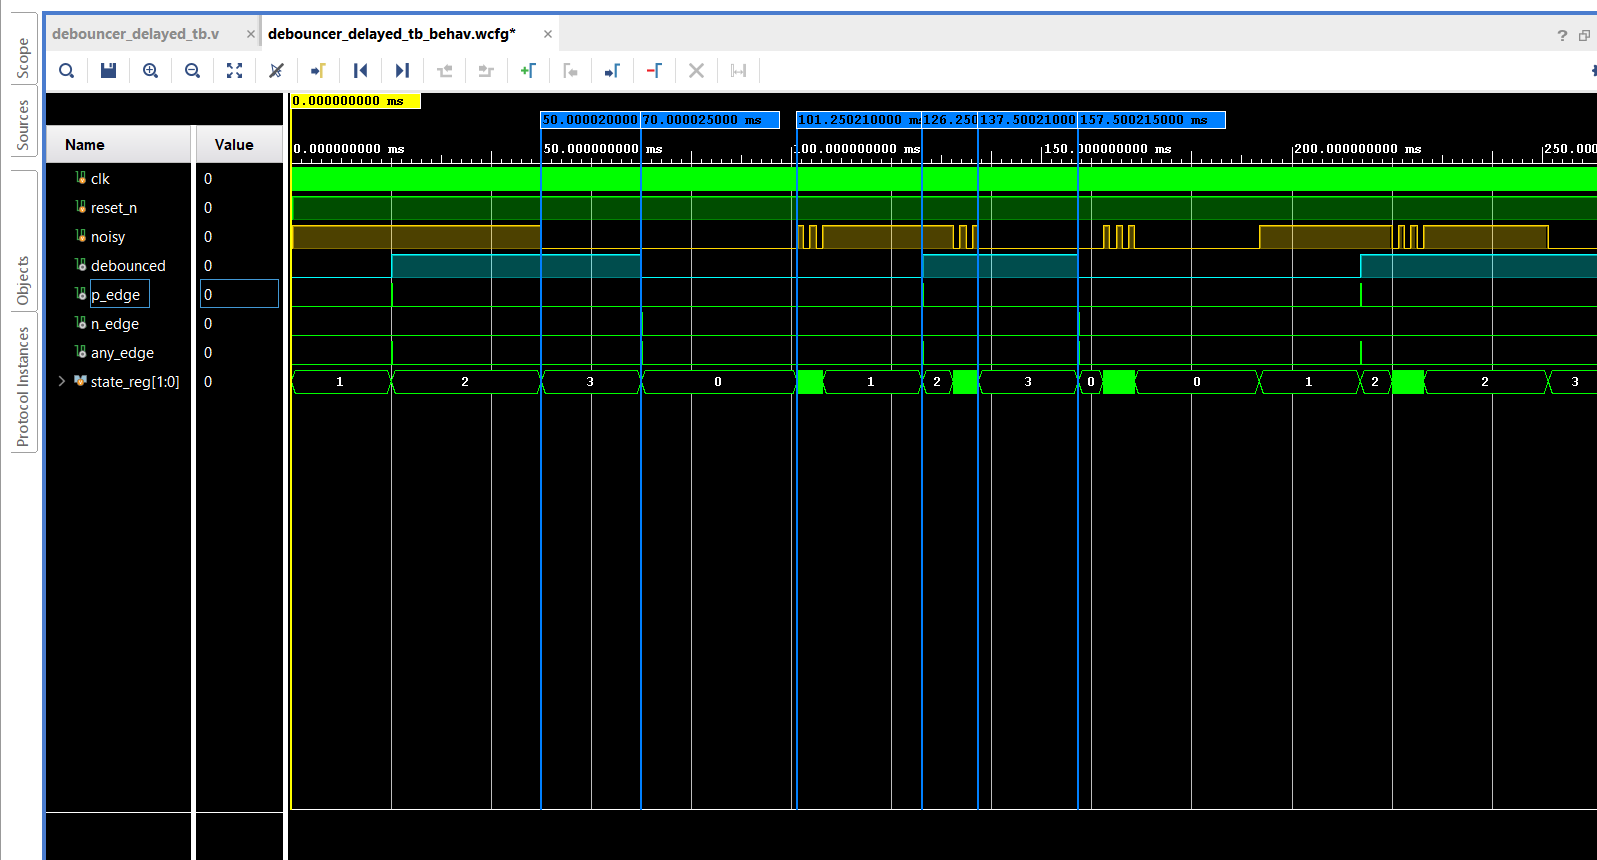 Scope
Sources
Objects
Protocol Instances
debouncer_delayed_tb.v ×
debouncer_delayed_tb_behav.wcfg* ×
?
Name
Value
0.000000000 ms
50.000020000 70.000025000 ms 101.250210000 ms 126.250 137.500210000 157.500215000 ms
0.000000000 ms 50.000000000 ms 100.000000000 ms 150.000000000 ms 200.000000000 ms 250.000
clk 0
reset_n 0
noisy 0
debounced 0
p_edge 0
n_edge 0
any_edge 0
state_reg[1:0] 0
1 2 3 0 1 2 3 0 0 1 2 2 3